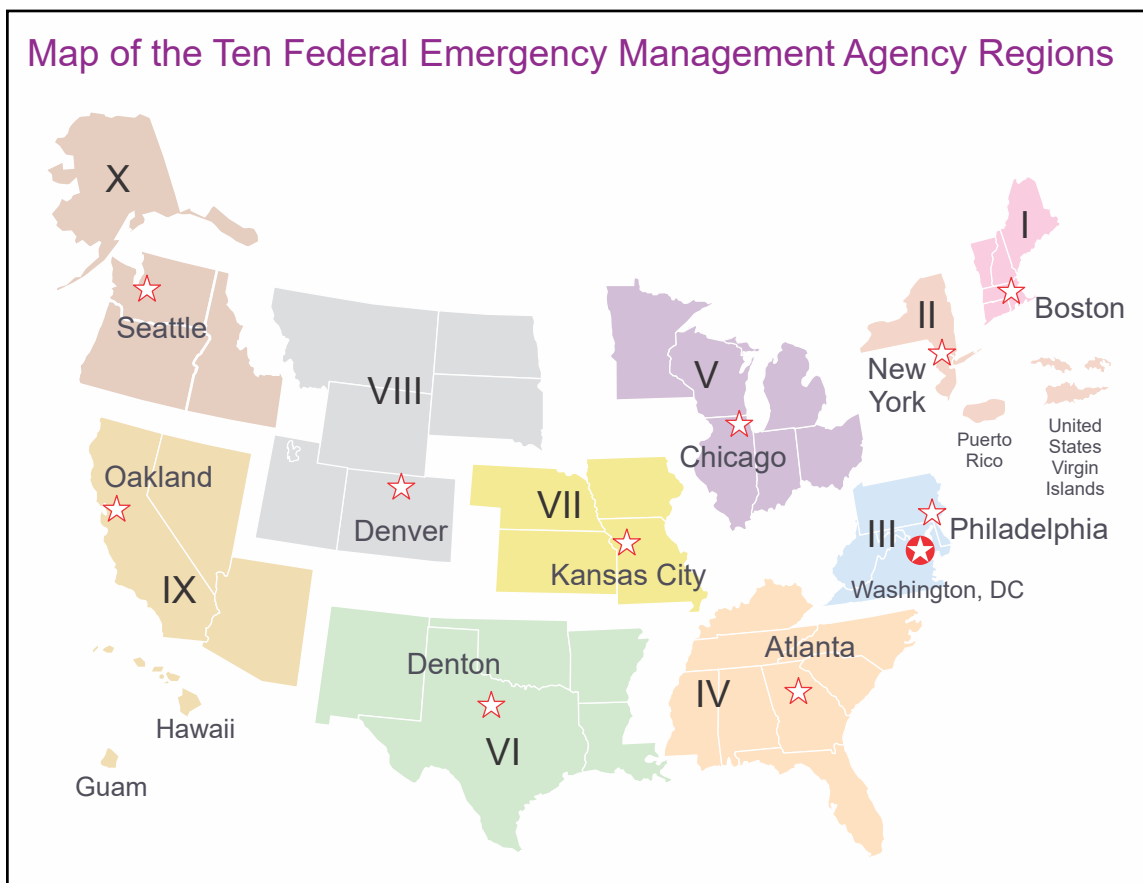 Map of the Ten Federal Emergency Management Agency Regions
X
I
Seattle
II
Boston
VIII
V
New
York
Puerto
Rico
United
States
Virgin
Islands
Oakland
Chicago
VII
Denver
III
Philadelphia
Kansas City
IX
Washington, DC
Denton
Atlanta
IV
Hawaii
VI
Guam